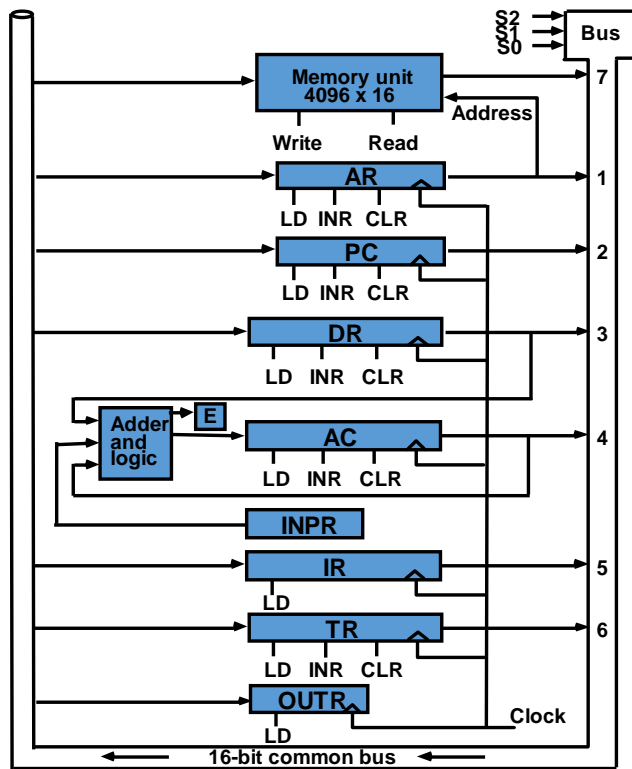 S2
S1
S0
Bus
Memory unit
4096 x 16
7
Address
Write Read
AR
1
LD INR CLR
PC
2
LD INR CLR
DR
3
LD INR CLR
E
Adder
and
logic
AC
4
LD INR CLR
INPR
IR
5
LD
TR
6
LD INR CLR
OUTR
LD
Clock
16-bit common bus